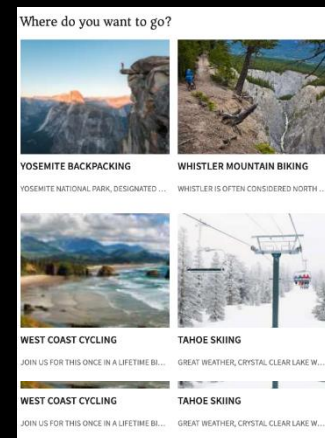 Where do you want to go?
YOSEMITE BACKPACKING
WHISTLER MOUNTAIN BIKING
YOSEMITE NATIONAL PARK, DESIGNATED ...
WHISTLER IS OFTEN CONSIDERED NORTH ...
WEST COAST CYCLING
TAHOE SKIING
JOIN US FOR THIS ONCE IN A LIFETIME BI...
GREAT WEATHER, CRYSTAL CLEAR LAKE W...
WEST COAST CYCLING
TAHOE SKIING
JOIN US FOR THIS ONCE IN A LIFETIME BI...
GREAT WEATHER, CRYSTAL CLEAR LAKE W...